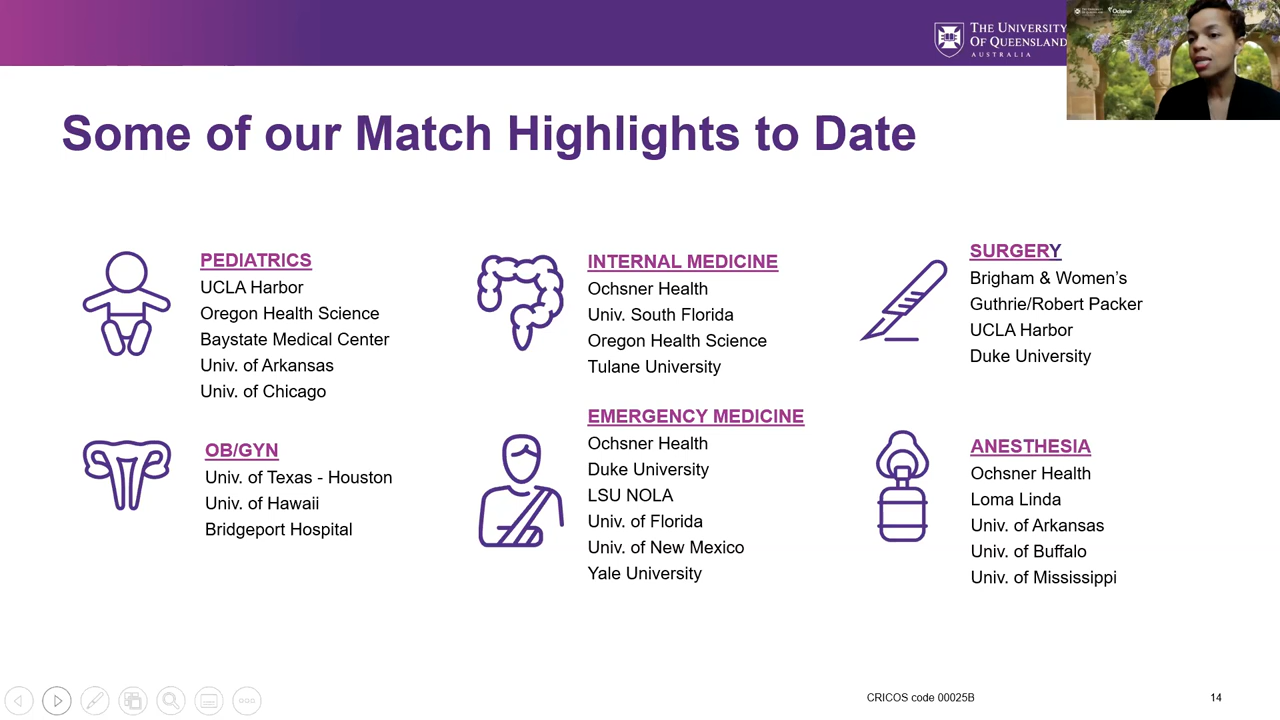 THE UNIVERSITY
OF QUEENSLAND
AUSTRALIA
Ochsner
Some of our Match Highlights to Date
PEDIATRICS
UCLA Harbor
Oregon Health Science
Baystate Medical Center
Univ. of Arkansas
Univ. of Chicago
INTERNAL MEDICINE
Ochsner Health
Univ. South Florida
Oregon Health Science
Tulane University
SURGERY
Brigham & Women’s
Guthrie/Robert Packer
UCLA Harbor
Duke University
OB/GYN
Univ. of Texas - Houston
Univ. of Hawaii
Bridgeport Hospital
EMERGENCY MEDICINE
Ochsner Health
Duke University
LSU NOLA
Univ. of Florida
Univ. of New Mexico
Yale University
ANESTHESIA
Ochsner Health
Loma Linda
Univ. of Arkansas
Univ. of Buffalo
Univ. of Mississippi
CRICOS code 00025B
14